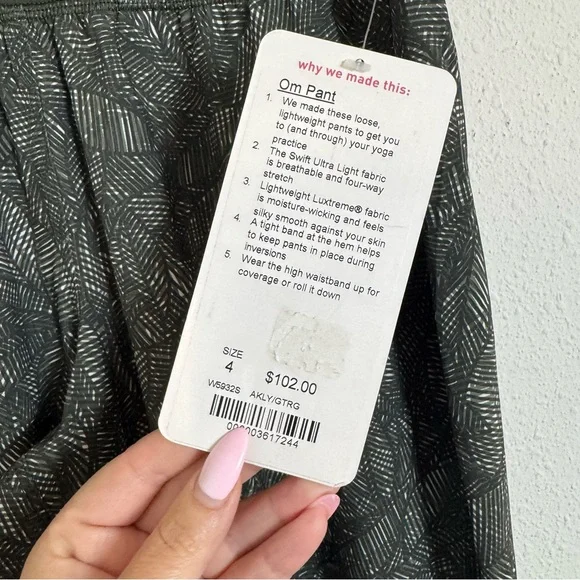 why we made this:
Om Pant
1. We made these loose,
lightweight pants to get you
to (and through) your yoga
practice
2. The Swift Ultra Light fabric
is breathable and four-way
stretch
3. Lightweight Luxtreme® fabric
is moisture-wicking and feels
silky smooth against your skin
4. A tight band at the hem helps
to keep pants in place during
inversions
5. Wear the high waistband up for
coverage or roll it down
SIZE
4
$102.00
W5932S AKLY/GTRG